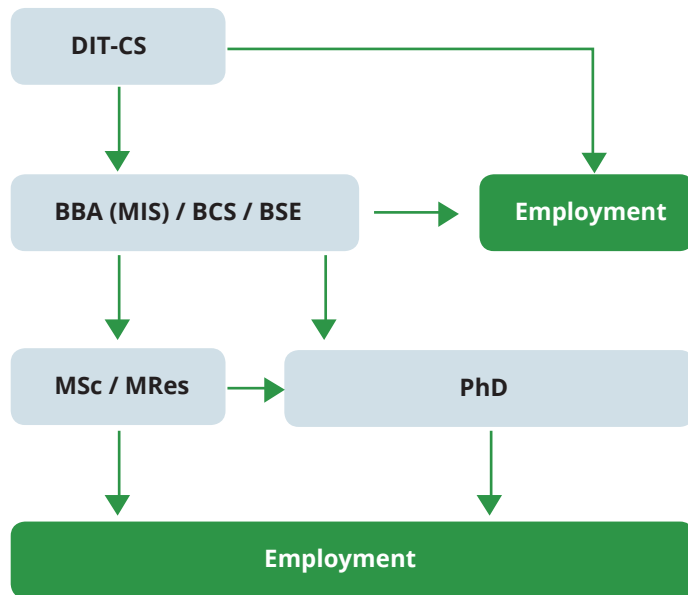 DIT-CS
BBA (MIS) / BCS / BSE
Employment
MSc / MRes
PhD
Employment